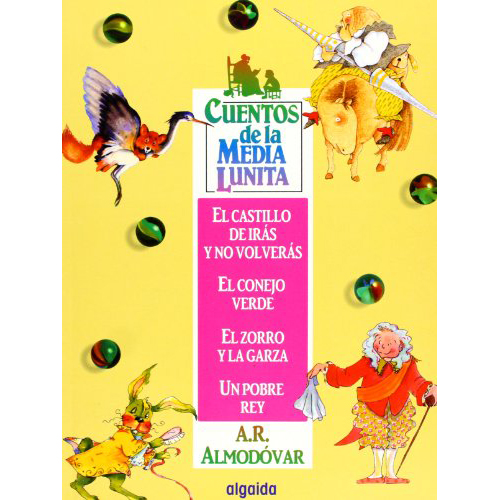 CUENTOS
de la
MEDIA
LUNITA
EL CASTILLO
DE IRÁS
Y NO VOLVERÁS
EL CONEJO
VERDE
EL ZORRO
Y LA GARZA
UN POBRE
REY
A.R.
ALMODÓVAR
algaida